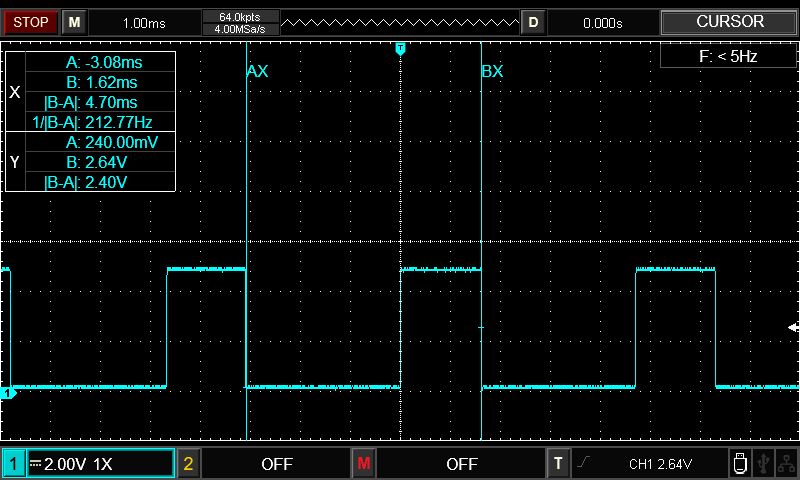 STOP M 1.00ms 64.0kpts D 0.000s CURSOR
4.00MSa/s
T
F: < 5Hz
AX BX
X
A: -3.08ms
B: 1.62ms
|B-A|: 4.70ms
1/|B-A|: 212.77Hz
Y
A: 240.00mV
B: 2.64V
|B-A|: 2.40V
1
1 2.00V 1X 2 OFF M OFF T CH1 2.64V